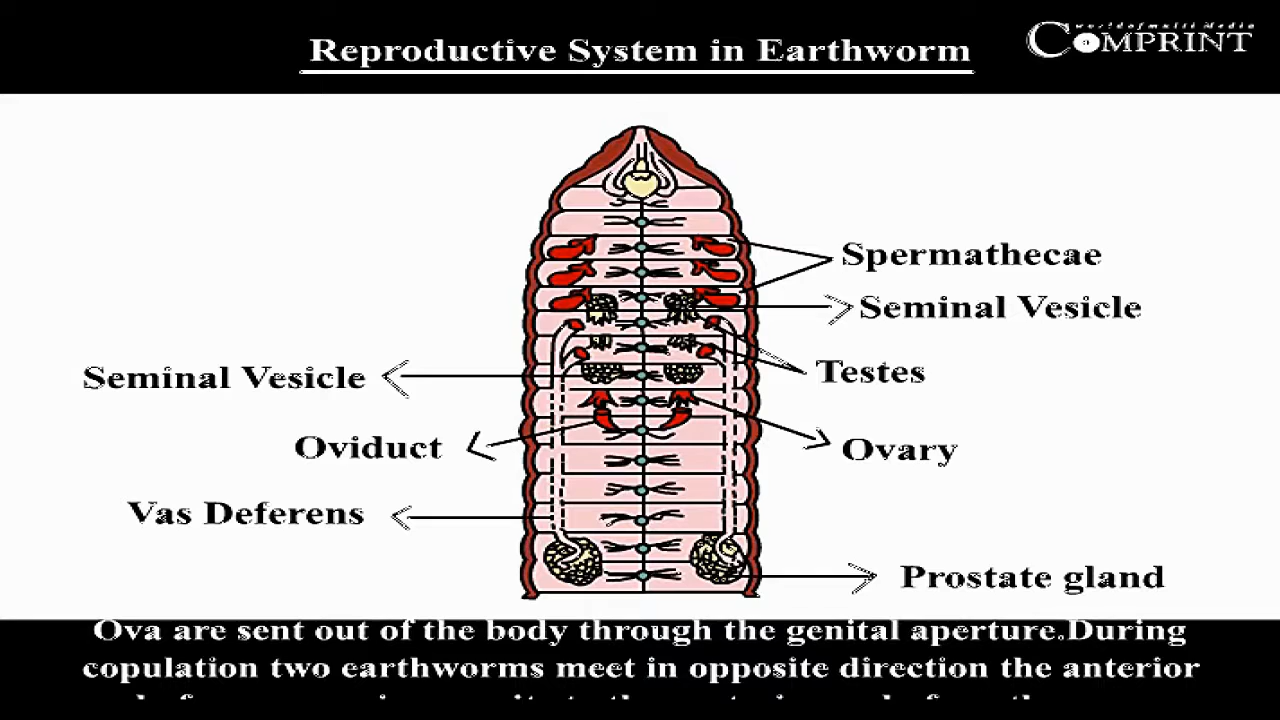 worldofmultiMedia
COMPRINT
Reproductive System in Earthworm
Spermathecae
Seminal Vesicle
Seminal Vesicle
Testes
Oviduct
Ovary
Vas Deferens
Prostate gland
Ova are sent out of the body through the genital aperture.During
copulation two earthworms meet in opposite direction the anterior